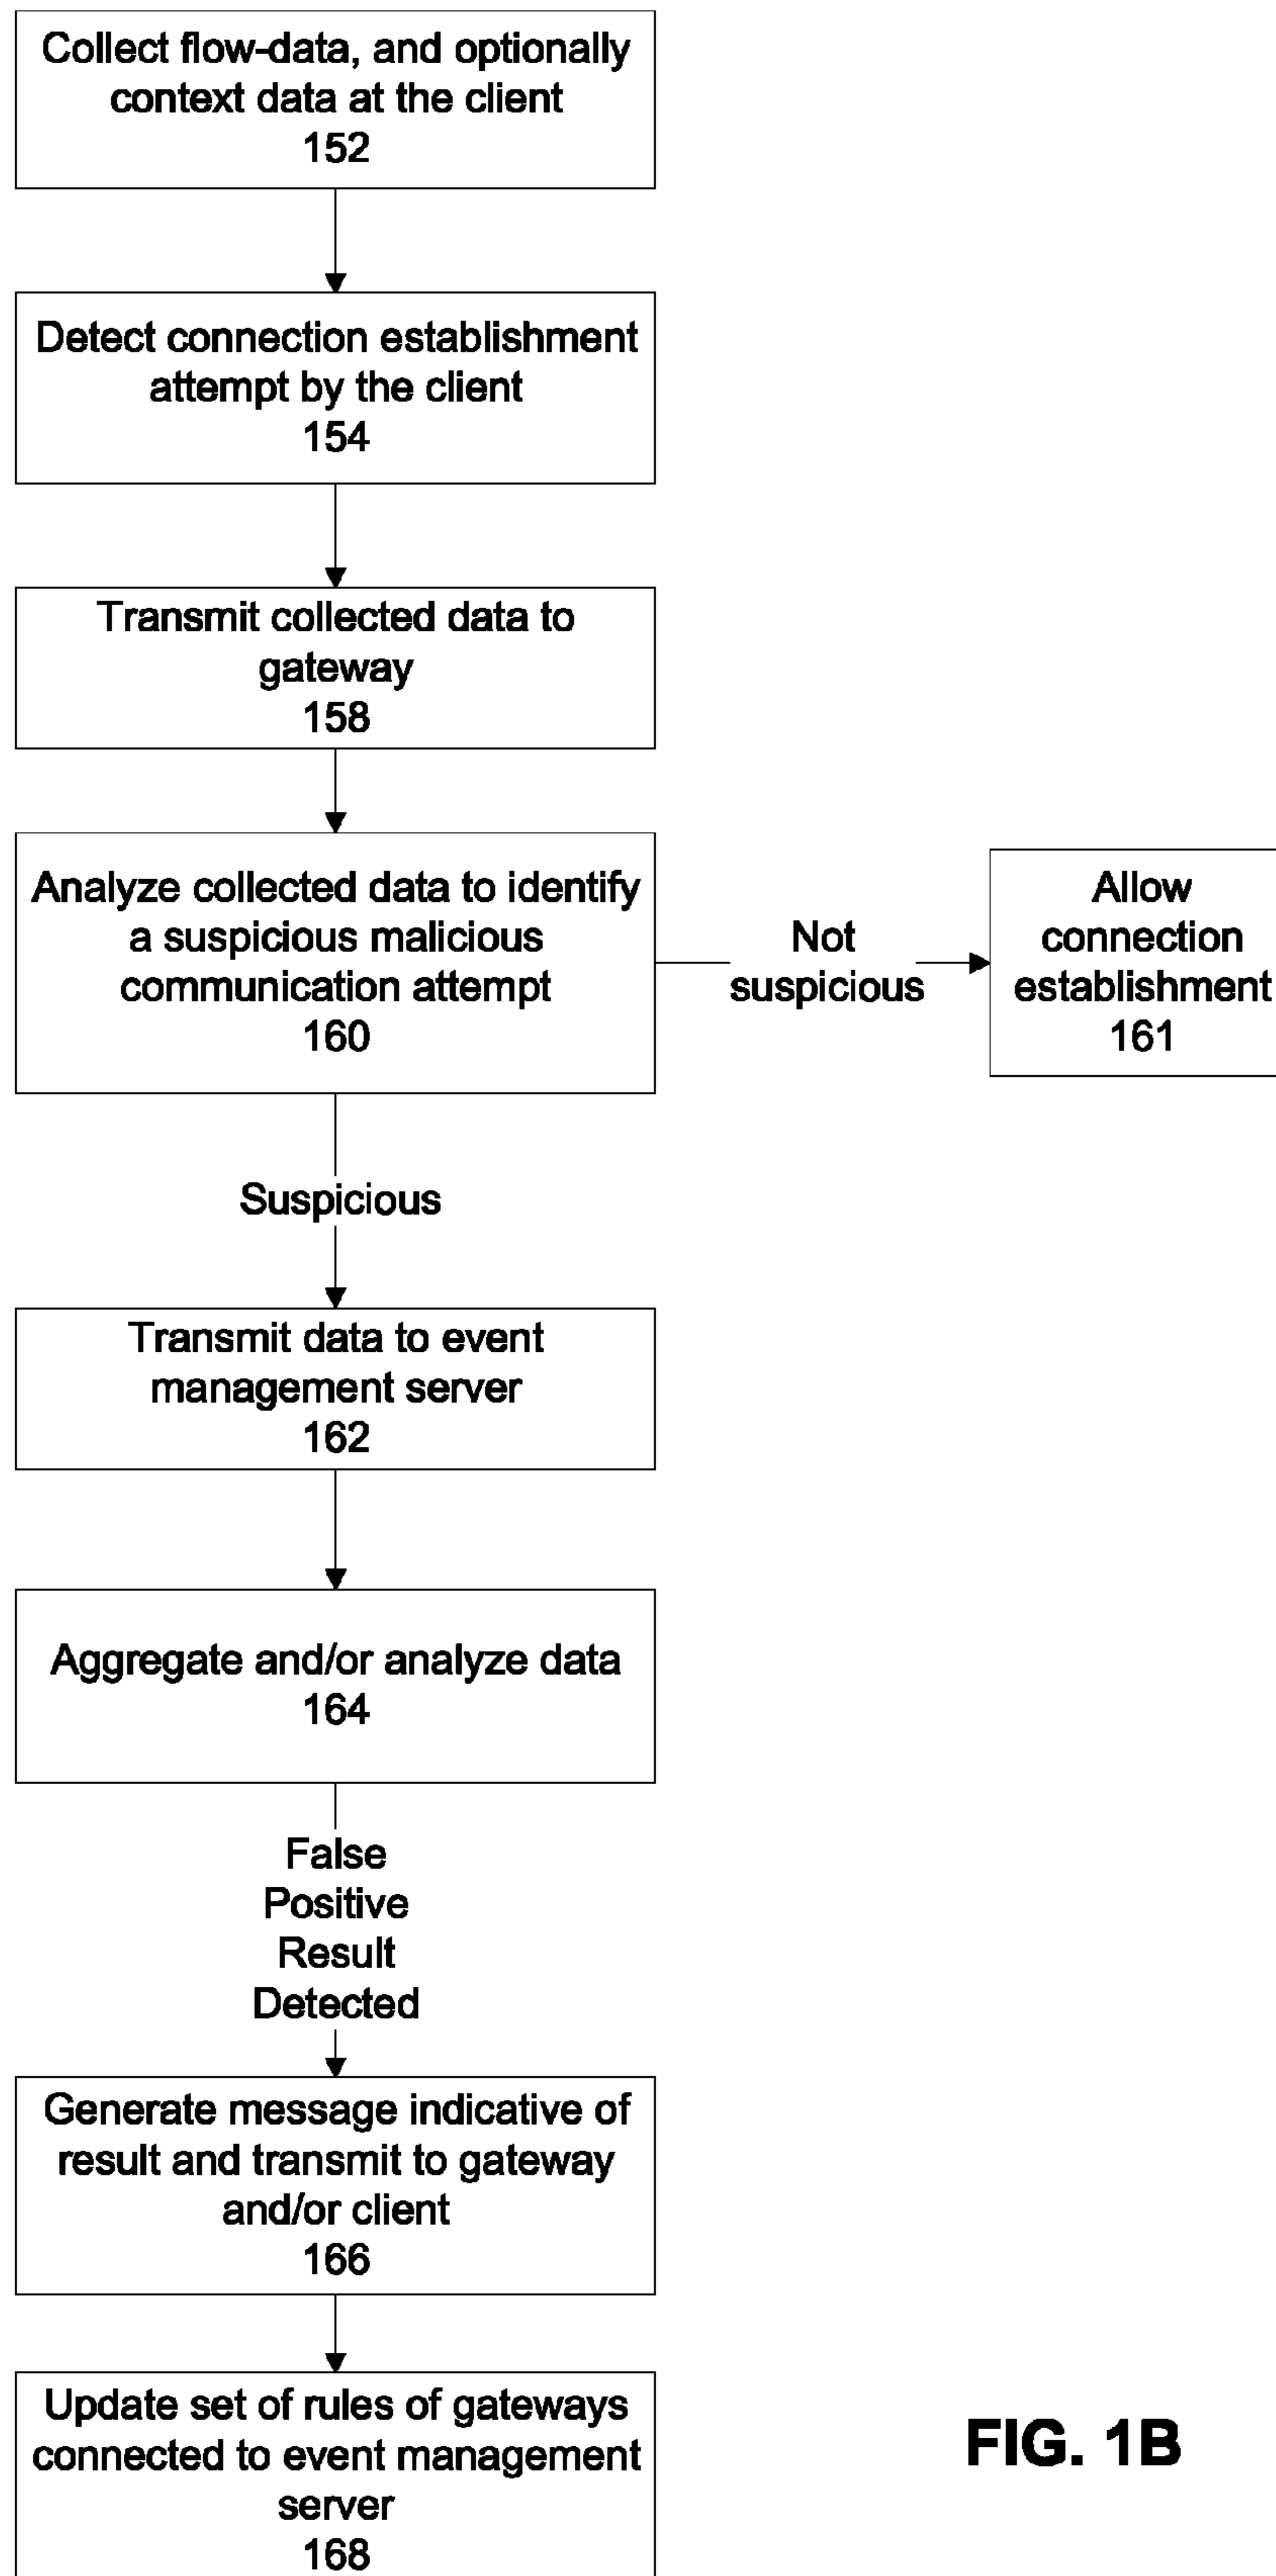 Collect flow-data, and optionally
context data at the client
152
Detect connection establishment
attempt by the client
154
Transmit collected data to
gateway
158
Analyze collected data to identify
a suspicious malicious
communication attempt
160
Not
suspicious
Allow
connection
establishment
161
Suspicious
Transmit data to event
management server
162
Aggregate and/or analyze data
164
False
Positive
Result
Detected
Generate message indicative of
result and transmit to gateway
and/or client
166
Update set of rules of gateways
connected to event management
server
168
FIG. 1B